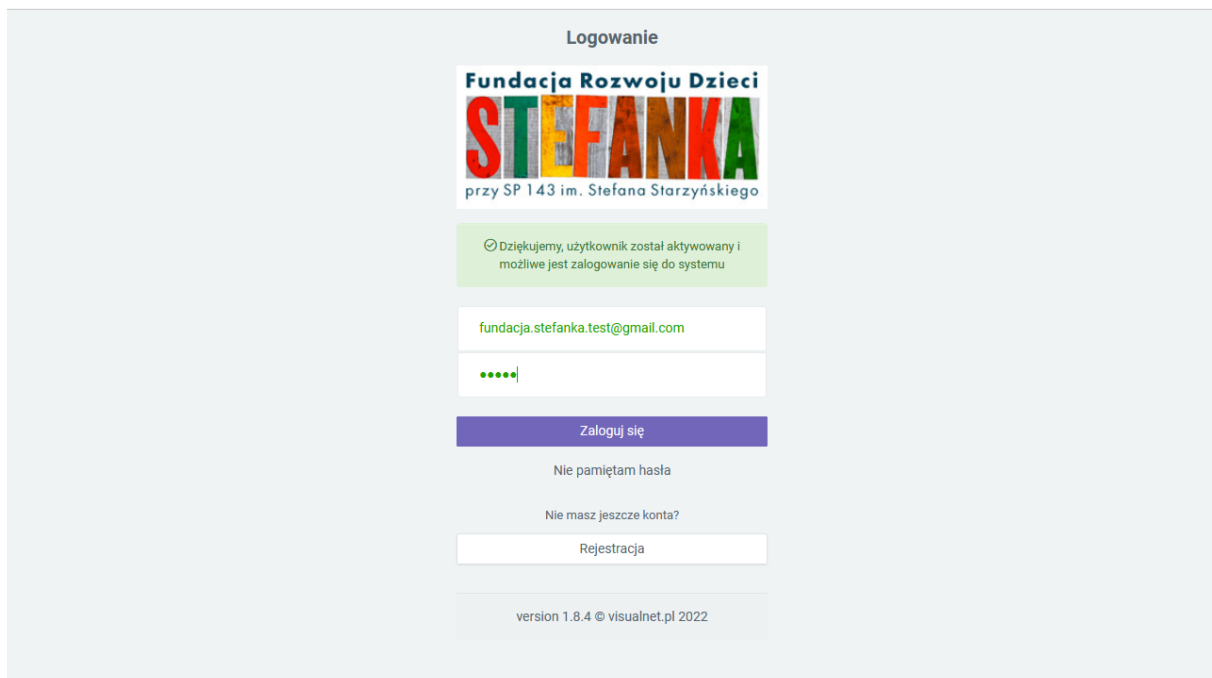 Logowanie
Fundacja Rozwoju Dzieci
STEFANKA
przy SP 143 im. Stefana Starzyńskiego
Dziękujemy, użytkownik został aktywowany i
możliwe jest zalogowanie się do systemu
fundacja.stefanka.test@gmail.com
•••••
Zaloguj się
Nie pamiętam hasła
Nie masz jeszcze konta?
Rejestracja
version 1.8.4 © visualnet.pl 2022